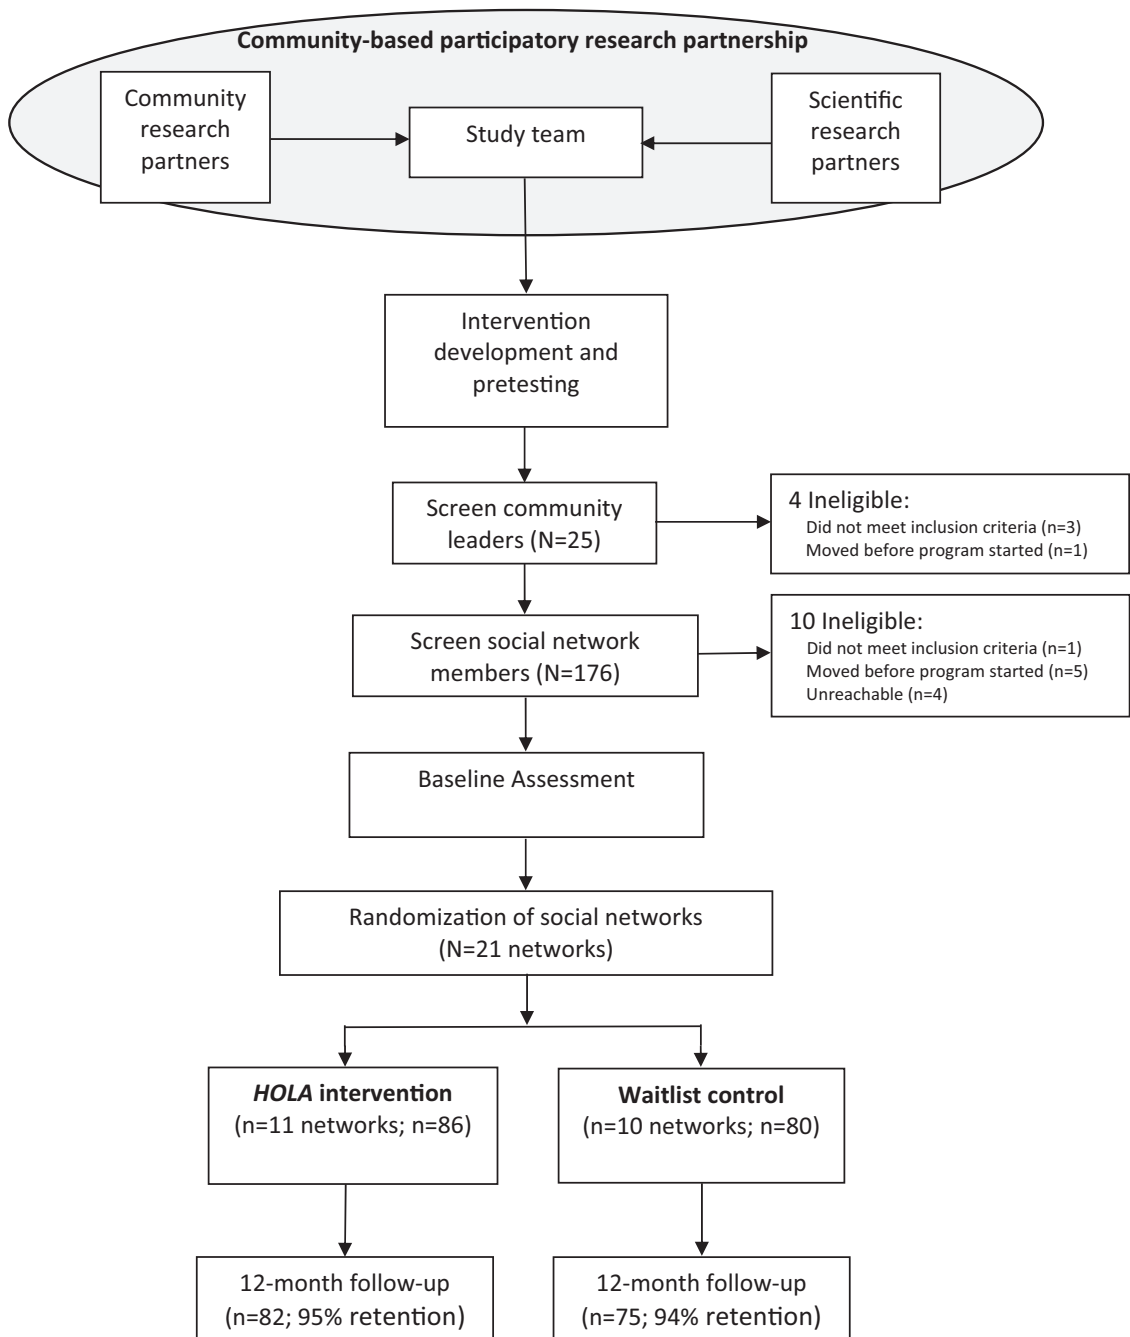 Community-based participatory research partnership
Community
research
partners
Study team
Scientific
research
partners
Intervention
development and
pretesting
Screen community
leaders (N=25)
4 Ineligible:
Did not meet inclusion criteria (n=3)
Moved before program started (n=1)
Screen social network
members (N=176)
10 Ineligible:
Did not meet inclusion criteria (n=1)
Moved before program started (n=5)
Unreachable (n=4)
Baseline Assessment
Randomization of social networks
(N=21 networks)
HOLA intervention
(n=11 networks; n=86)
Waitlist control
(n=10 networks; n=80)
12-month follow-up
(n=82; 95% retention)
12-month follow-up
(n=75; 94% retention)